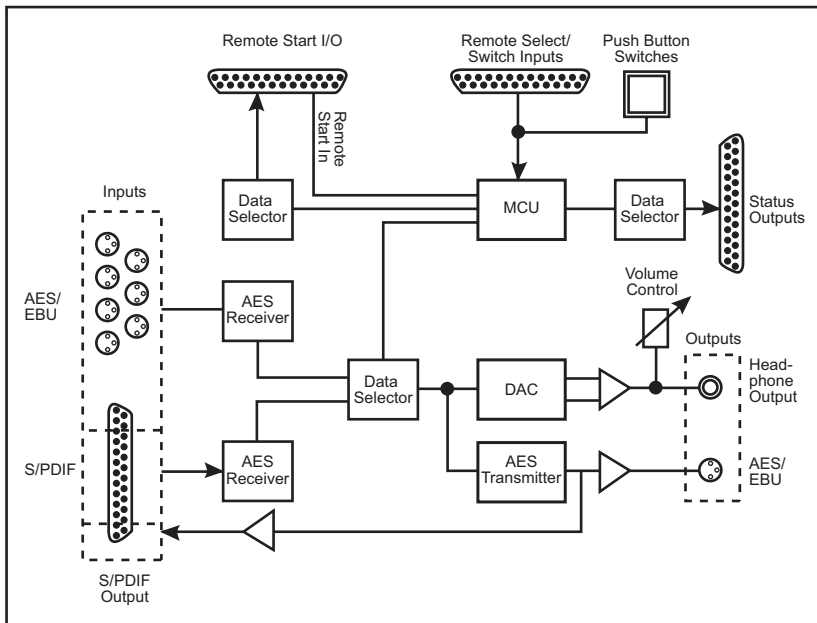 Remote Start I/O
Remote Select/
Switch Inputs
Push Button
Switches
Remote
Start In
Inputs
Data
Selector
MCU
Data
Selector
Status
Outputs
AES/
EBU
AES
Receiver
Volume
Control
Outputs
Data
Selector
DAC
Head-
phone
Output
S/PDIF
AES
Receiver
AES
Transmitter
AES/
EBU
S/PDIF
Output